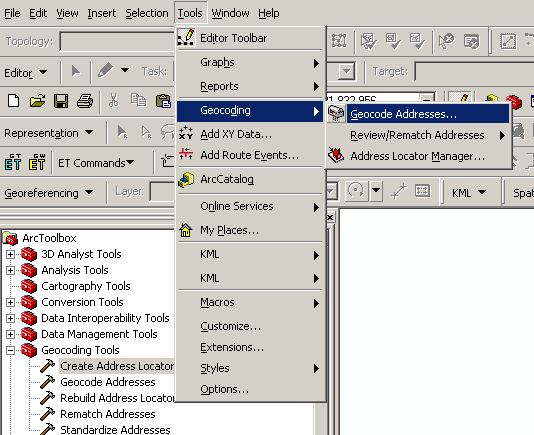 File Edit View Insert Selection Tools Window Help
Topology:
Editor Task: Target:
1,832,956
Representation
ET ET ET Commands
Georeferencing Layer: KML Spat
Editor Toolbar
Graphs
Reports
Geocoding
Add XY Data...
Add Route Events...
ArcCatalog
Online Services
My Places...
KML
KML
Macros
Customize...
Extensions...
Styles
Options...
Geocode Addresses...
Review/Rematch Addresses
Address Locator Manager...
ArcToolbox
3D Analyst Tools
Analysis Tools
Cartography Tools
Conversion Tools
Data Interoperability Tools
Data Management Tools
Geocoding Tools
Create Address Locator
Geocode Addresses
Rebuild Address Locator
Rematch Addresses
Standardize Addresses